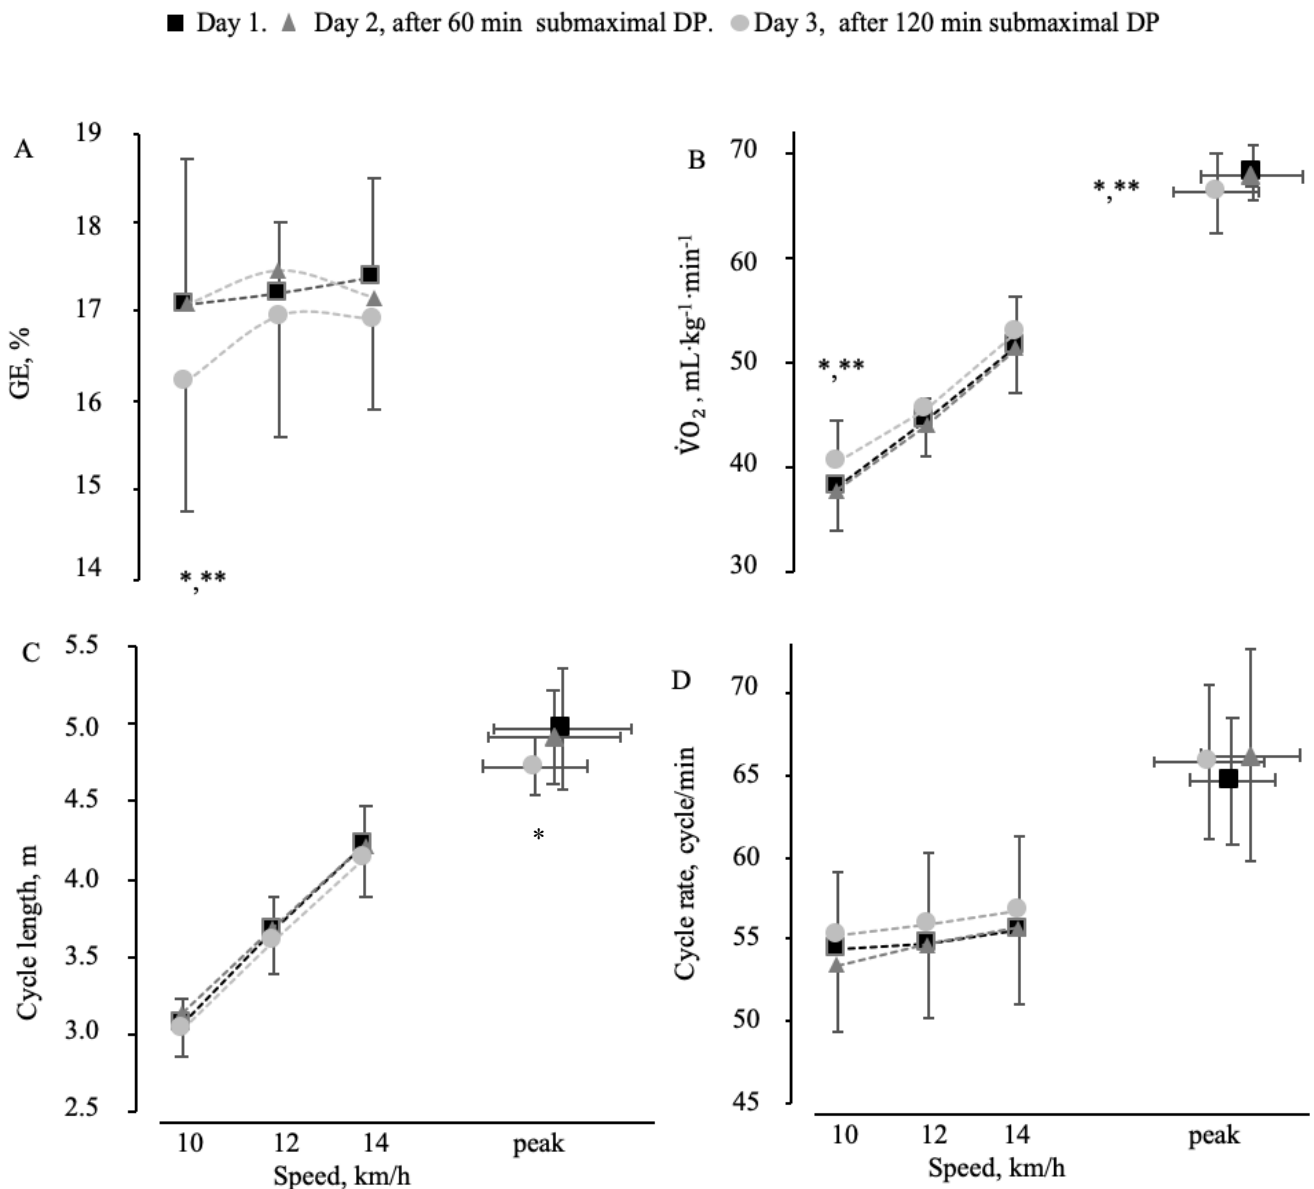 Day 1. Day 2, after 60 min submaximal DP. Day 3, after 120 min submaximal DP
A
19
18
17
16
15
14
GE, %
*,**
B
70
60
50
40
30
V̇O₂ , mL·kg⁻¹·min⁻¹
*,**
*,**
C
5.5
5.0
4.5
4.0
3.5
3.0
2.5
Cycle length, m
*
10 12 14 peak
Speed, km/h
D
70
65
60
55
50
45
Cycle rate, cycle/min
10 12 14 peak
Speed, km/h